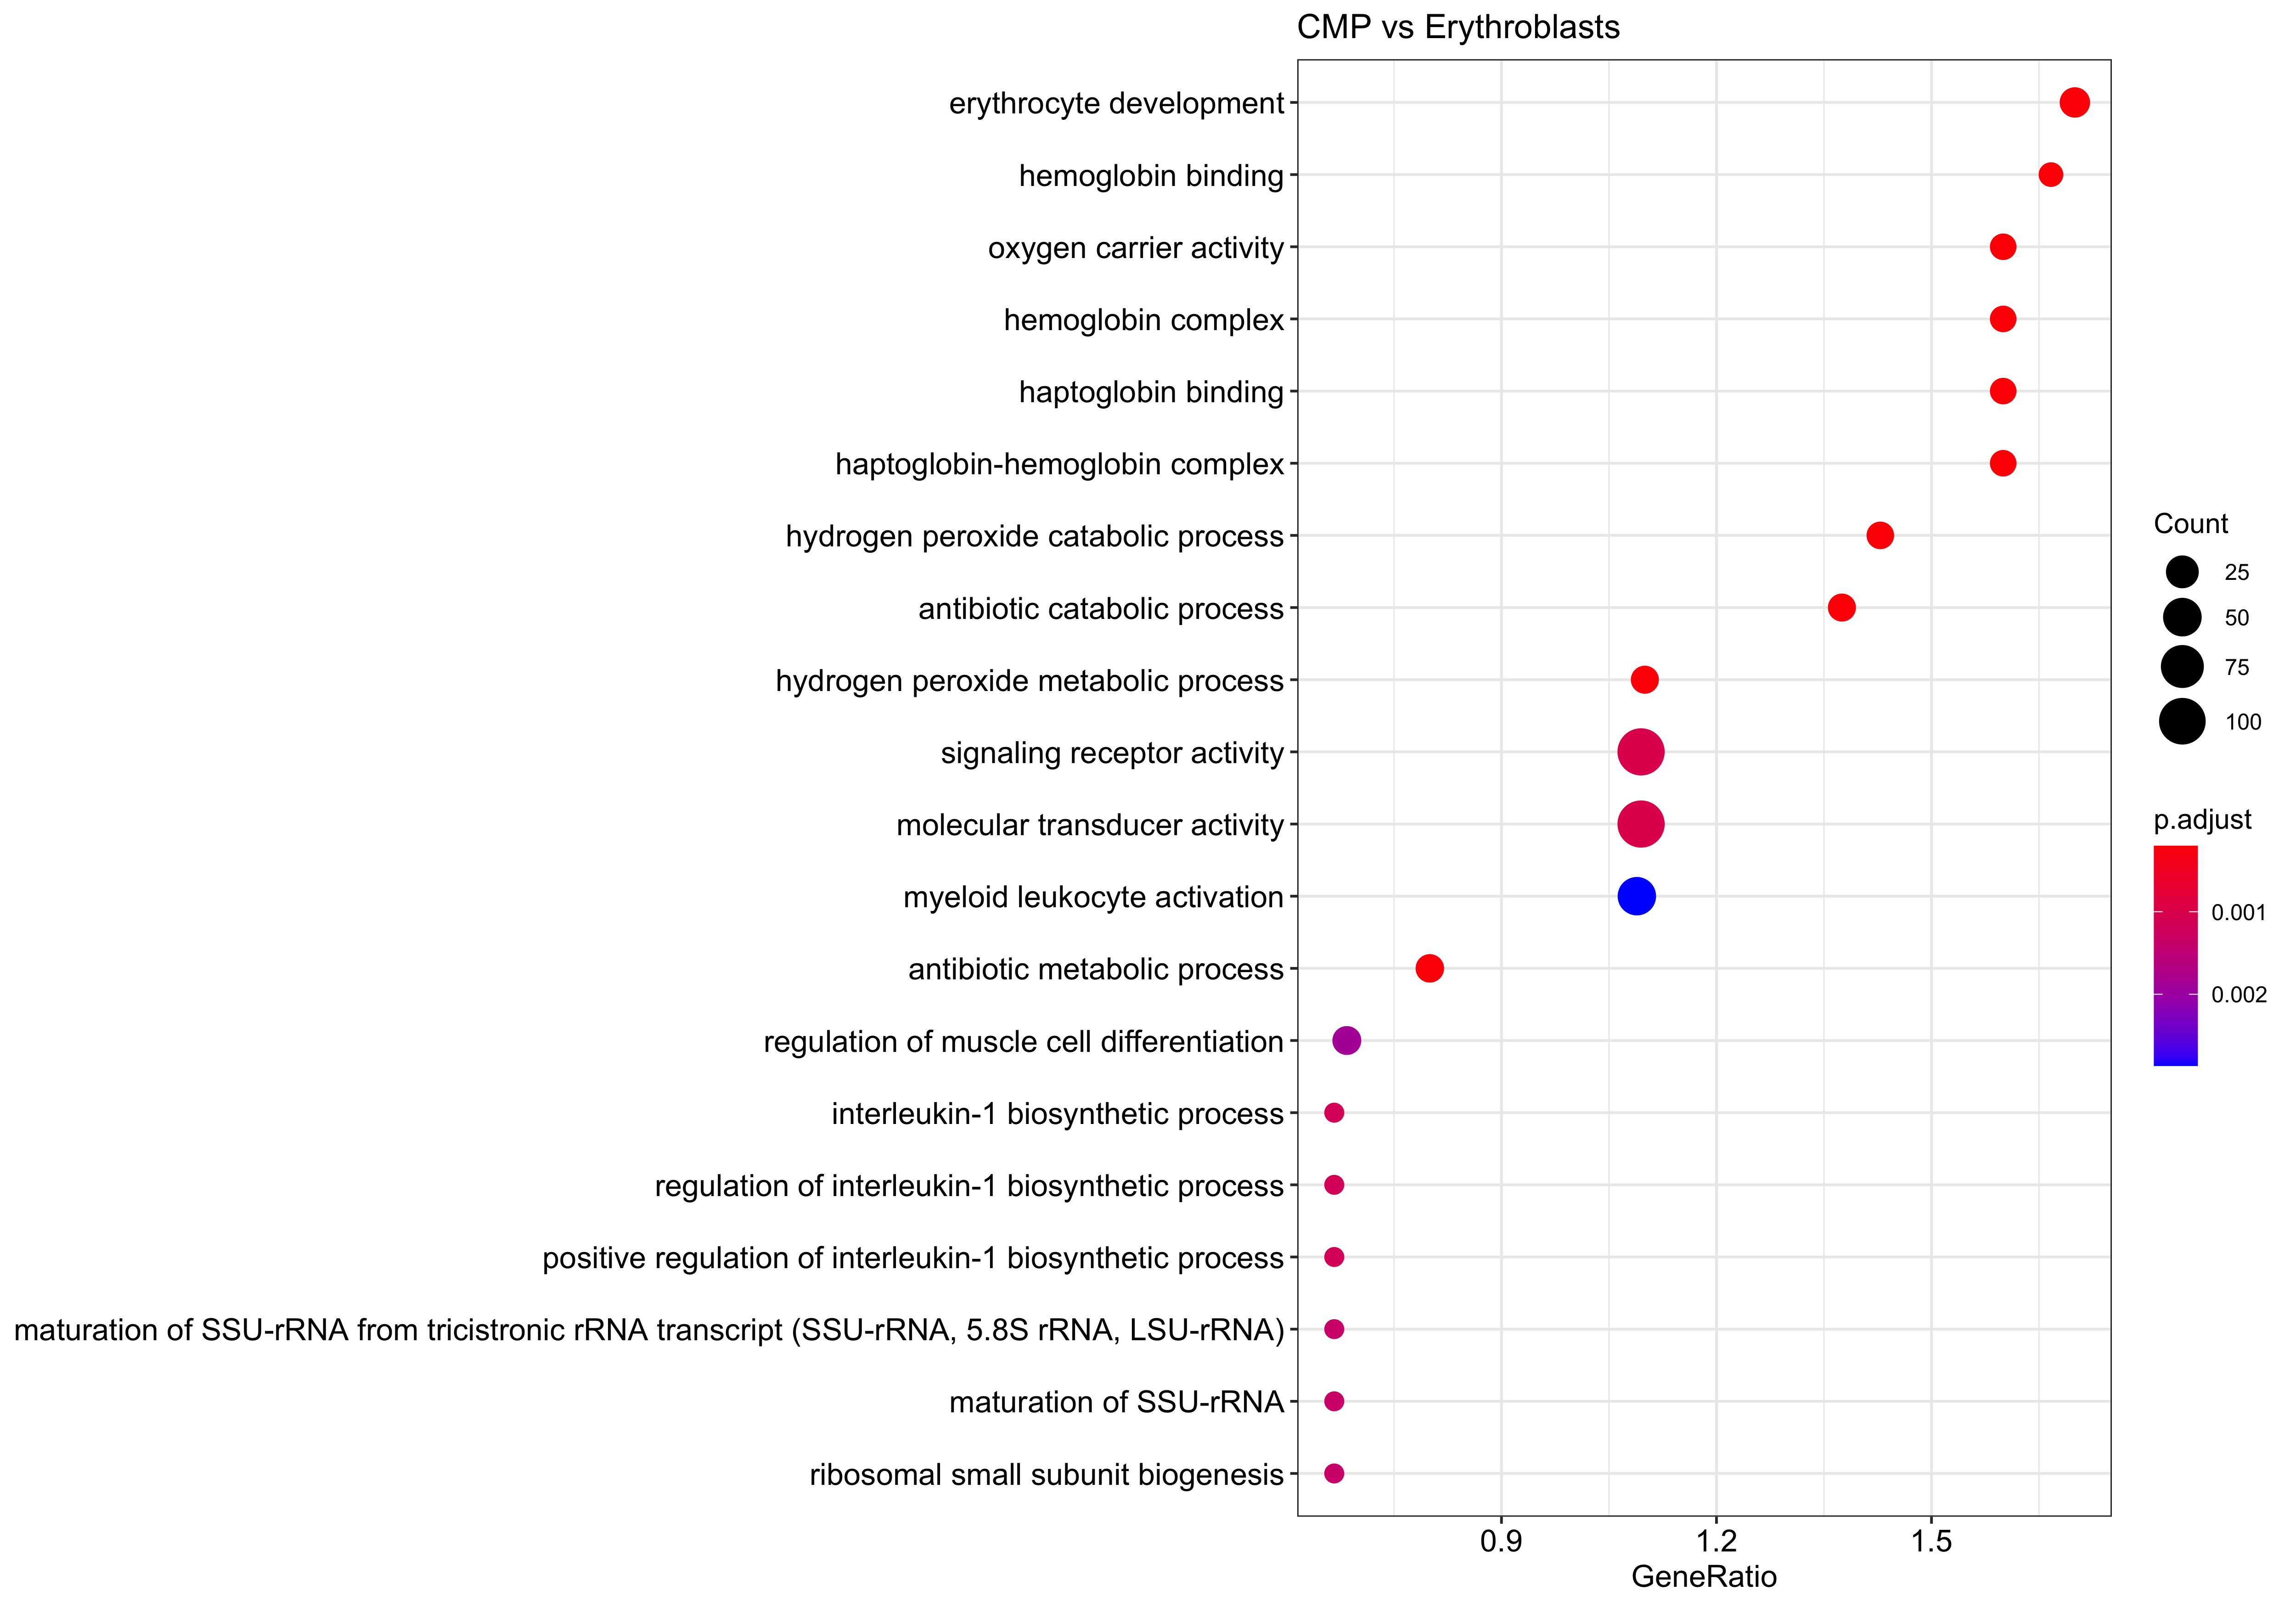 CMP vs Erythroblasts
erythrocyte development
hemoglobin binding
oxygen carrier activity
hemoglobin complex
haptoglobin binding
haptoglobin-hemoglobin complex
hydrogen peroxide catabolic process
antibiotic catabolic process
hydrogen peroxide metabolic process
signaling receptor activity
molecular transducer activity
myeloid leukocyte activation
antibiotic metabolic process
regulation of muscle cell differentiation
interleukin-1 biosynthetic process
regulation of interleukin-1 biosynthetic process
positive regulation of interleukin-1 biosynthetic process
maturation of SSU-rRNA from tricistronic rRNA transcript (SSU-rRNA, 5.8S rRNA, LSU-rRNA)
maturation of SSU-rRNA
ribosomal small subunit biogenesis
0.9 1.2 1.5
GeneRatio
Count
25
50
75
100
p.adjust
0.001
0.002